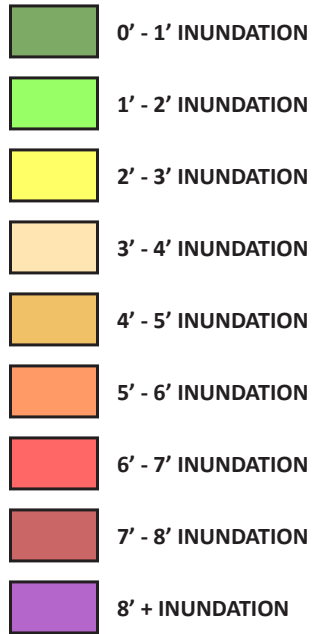 0’ - 1’ INUNDATION
1’ - 2’ INUNDATION
2’ - 3’ INUNDATION
3’ - 4’ INUNDATION
4’ - 5’ INUNDATION
5’ - 6’ INUNDATION
6’ - 7’ INUNDATION
7’ - 8’ INUNDATION
8’ + INUNDATION